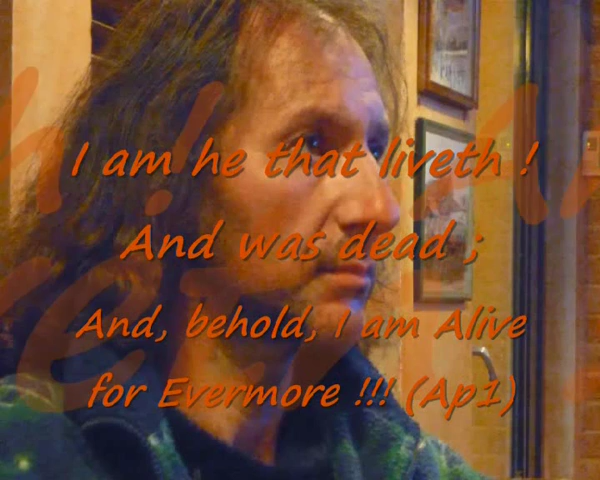 I am he that liveth !
And was dead ;
And, behold, I am Alive
for Evermore !!! (Ap1)